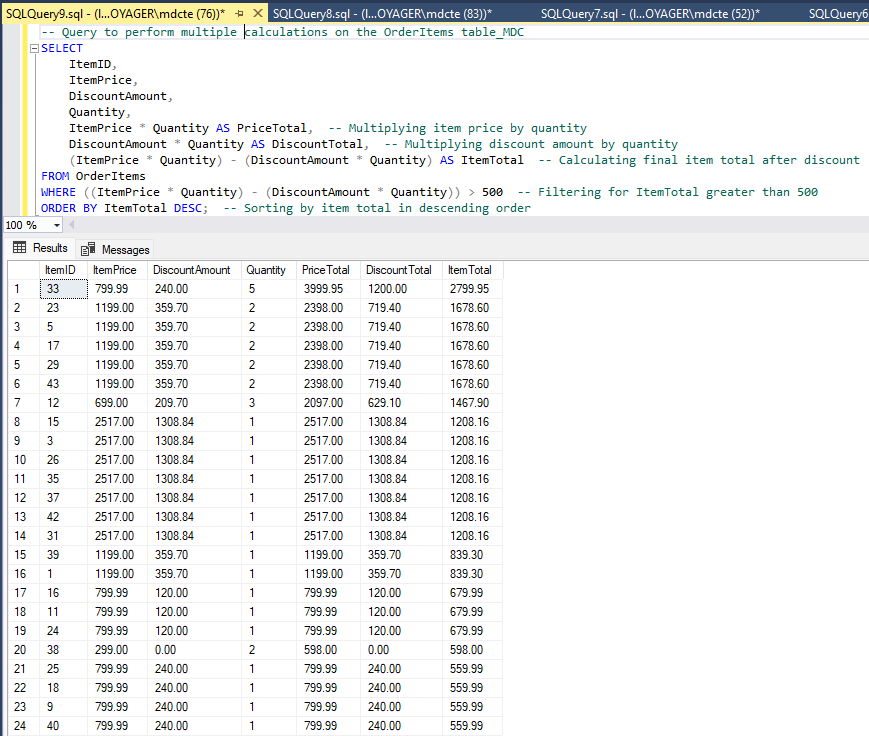 SQLQuery9.sql - (I...OYAGER\mdcte (76))* SQLQuery8.sql - (I...OYAGER\mdcte (83))* SQLQuery7.sql - (I...OYAGER\mdcte (52))* SQLQuery6
-- Query to perform multiple calculations on the OrderItems table_MDC
SELECT
ItemID,
ItemPrice,
DiscountAmount,
Quantity,
ItemPrice * Quantity AS PriceTotal, -- Multiplying item price by quantity
DiscountAmount * Quantity AS DiscountTotal, -- Multiplying discount amount by quantity
(ItemPrice * Quantity) - (DiscountAmount * Quantity) AS ItemTotal -- Calculating final item total after discount
FROM OrderItems
WHERE ((ItemPrice * Quantity) - (DiscountAmount * Quantity)) > 500 -- Filtering for ItemTotal greater than 500
ORDER BY ItemTotal DESC; -- Sorting by item total in descending order
100 %
Results Messages
ItemID ItemPrice DiscountAmount Quantity PriceTotal DiscountTotal ItemTotal
1 33 799.99 240.00 5 3999.95 1200.00 2799.95
2 23 1199.00 359.70 2 2398.00 719.40 1678.60
3 5 1199.00 359.70 2 2398.00 719.40 1678.60
4 17 1199.00 359.70 2 2398.00 719.40 1678.60
5 29 1199.00 359.70 2 2398.00 719.40 1678.60
6 43 1199.00 359.70 2 2398.00 719.40 1678.60
7 12 699.00 209.70 3 2097.00 629.10 1467.90
8 15 2517.00 1308.84 1 2517.00 1308.84 1208.16
9 3 2517.00 1308.84 1 2517.00 1308.84 1208.16
10 26 2517.00 1308.84 1 2517.00 1308.84 1208.16
11 35 2517.00 1308.84 1 2517.00 1308.84 1208.16
12 37 2517.00 1308.84 1 2517.00 1308.84 1208.16
13 42 2517.00 1308.84 1 2517.00 1308.84 1208.16
14 31 2517.00 1308.84 1 2517.00 1308.84 1208.16
15 39 1199.00 359.70 1 1199.00 359.70 839.30
16 1 1199.00 359.70 1 1199.00 359.70 839.30
17 16 799.99 120.00 1 799.99 120.00 679.99
18 11 799.99 120.00 1 799.99 120.00 679.99
19 24 799.99 120.00 1 799.99 120.00 679.99
20 38 299.00 0.00 2 598.00 0.00 598.00
21 25 799.99 240.00 1 799.99 240.00 559.99
22 18 799.99 240.00 1 799.99 240.00 559.99
23 9 799.99 240.00 1 799.99 240.00 559.99
24 40 799.99 240.00 1 799.99 240.00 559.99